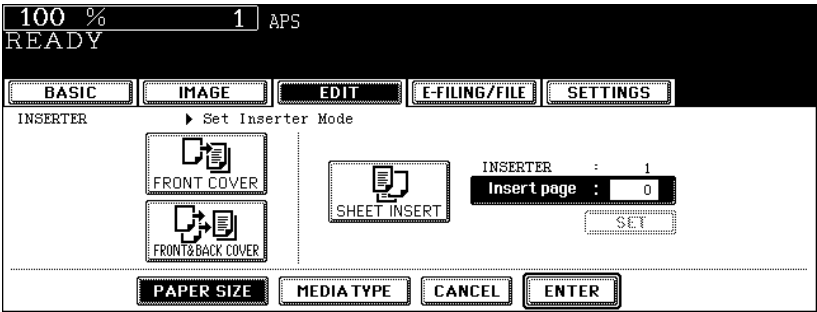 100 % 1 APS
READY
BASIC IMAGE EDIT E-FILING/FILE SETTINGS
INSERTER Set Inserter Mode
FRONT COVER
FRONT&BACK COVER
SHEET INSERT
INSERTER : 1
Insert page : 0
SET
PAPER SIZE MEDIA TYPE CANCEL ENTER